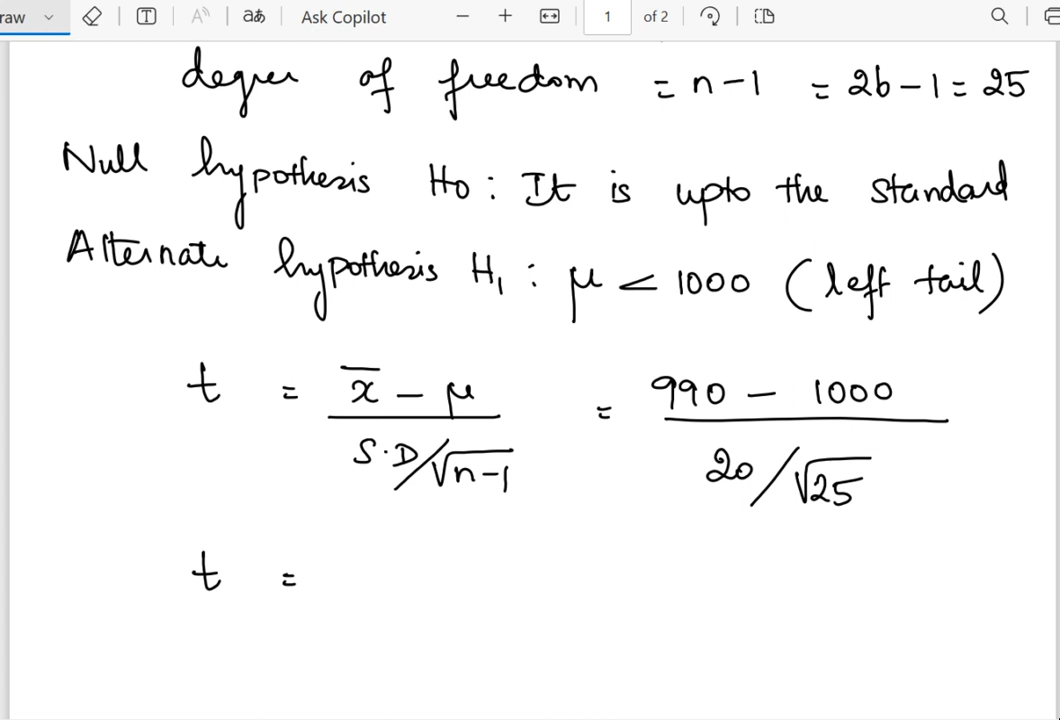 raw Ask Copilot 1 of 2
degree of freedom = n-1 = 26-1 = 25
Null hypothesis H0 : It is upto the standard
Alternate hypothesis H₁ : μ < 1000 (left tail)
t = x̄ - μ / S.D/√n-1 = 990 - 1000 / 20/√25
t =